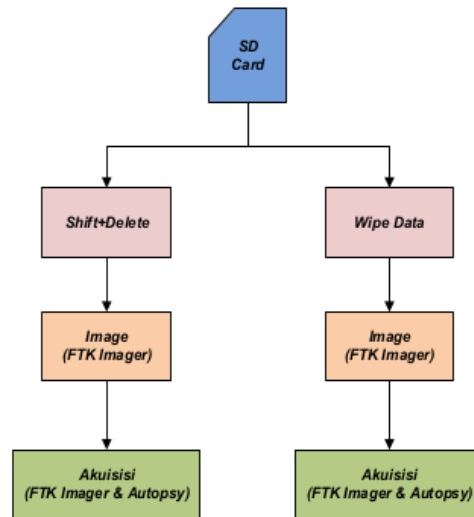 SD
Card
Shift+Delete
Wipe Data
Image
(FTK Imager)
Image
(FTK Imager)
Akuisisi
(FTK Imager & Autopsy)
Akuisisi
(FTK Imager & Autopsy)